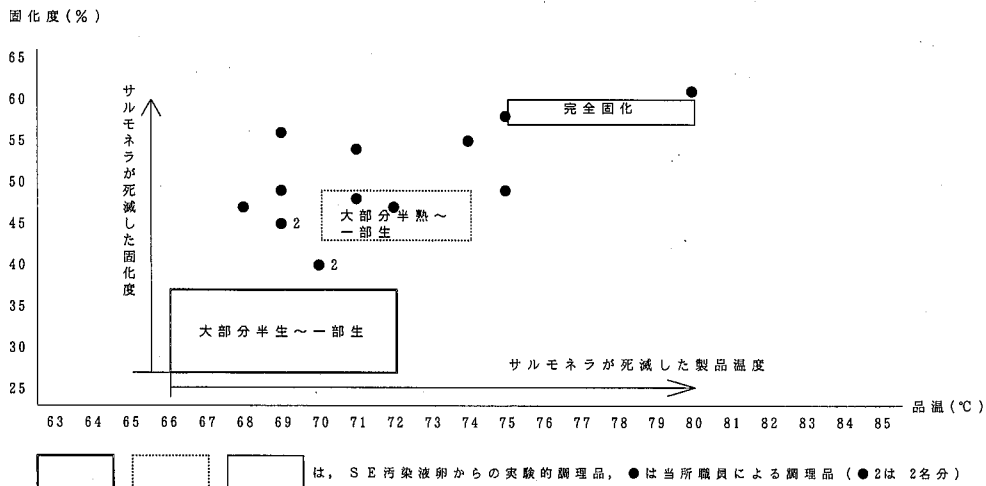 固化度(%)
65
60
55
50
45
40
35
30
25
サルモネラが死滅した固化度
完全固化
大部分半熟～
一部生
2
2
大部分半生～一部生
サルモネラが死滅した製品温度
63 64 65 66 67 68 69 70 71 72 73 74 75 76 77 78 79 80 81 82 83 84 85
品温(℃)
は, SE汚染液卵からの実験的調理品, ●は当所職員による調理品 (●2は 2名分)